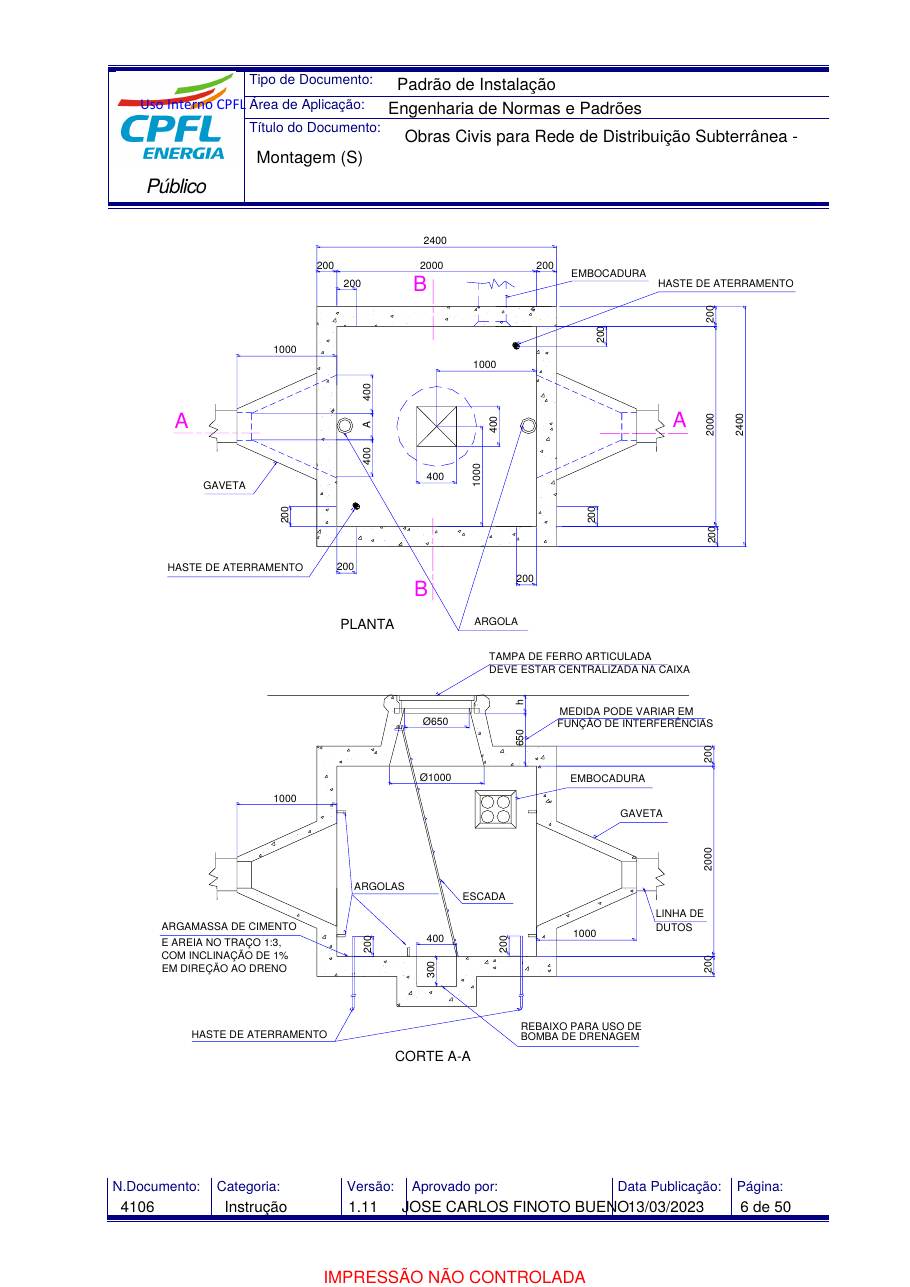 Tipo de Documento: Padrão de Instalação
Uso Interno CPFL
Área de Aplicação: Engenharia de Normas e Padrões
Título do Documento: Obras Civis para Rede de Distribuição Subterrânea -
Montagem (S)
CPFL
ENERGIA
Público
2400
200 2000 200
200
B
EMBOCADURA
HASTE DE ATERRAMENTO
200
200
1000
1000
400
A
400
400
400
1000
A
A
2000
2400
GAVETA
200
200
200
HASTE DE ATERRAMENTO
200
200
B
PLANTA
ARGOLA
TAMPA DE FERRO ARTICULADA
DEVE ESTAR CENTRALIZADA NA CAIXA
h
MEDIDA PODE VARIAR EM
FUNÇÃO DE INTERFERÊNCIAS
Ø650
650
200
Ø1000
EMBOCADURA
1000
GAVETA
2000
ARGOLAS
ESCADA
LINHA DE
DUTOS
ARGAMASSA DE CIMENTO
E AREIA NO TRAÇO 1:3,
COM INCLINAÇÃO DE 1%
EM DIREÇÃO AO DRENO
200
400
200
1000
300
200
HASTE DE ATERRAMENTO
REBAIXO PARA USO DE
BOMBA DE DRENAGEM
CORTE A-A
N.Documento: Categoria: Versão: Aprovado por: Data Publicação: Página:
4106 Instrução 1.11 JOSE CARLOS FINOTO BUENO 13/03/2023 6 de 50
IMPRESSÃO NÃO CONTROLADA